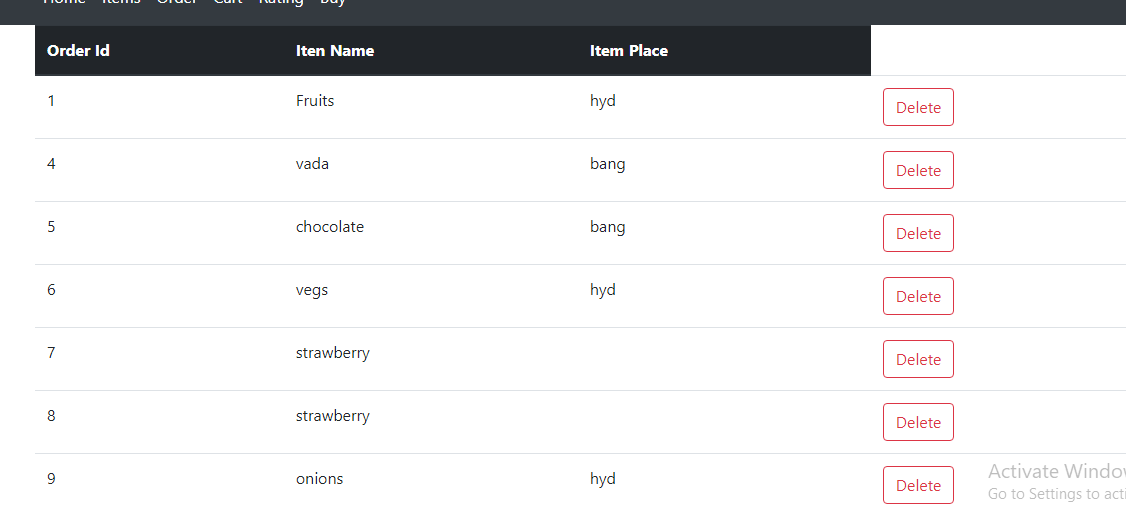 Home Items Order Cart Rating Buy
Order Id Iten Name Item Place
1 Fruits hyd Delete
4 vada bang Delete
5 chocolate bang Delete
6 vegs hyd Delete
7 strawberry Delete
8 strawberry Delete
9 onions hyd Delete
Activate Window
Go to Settings to acti